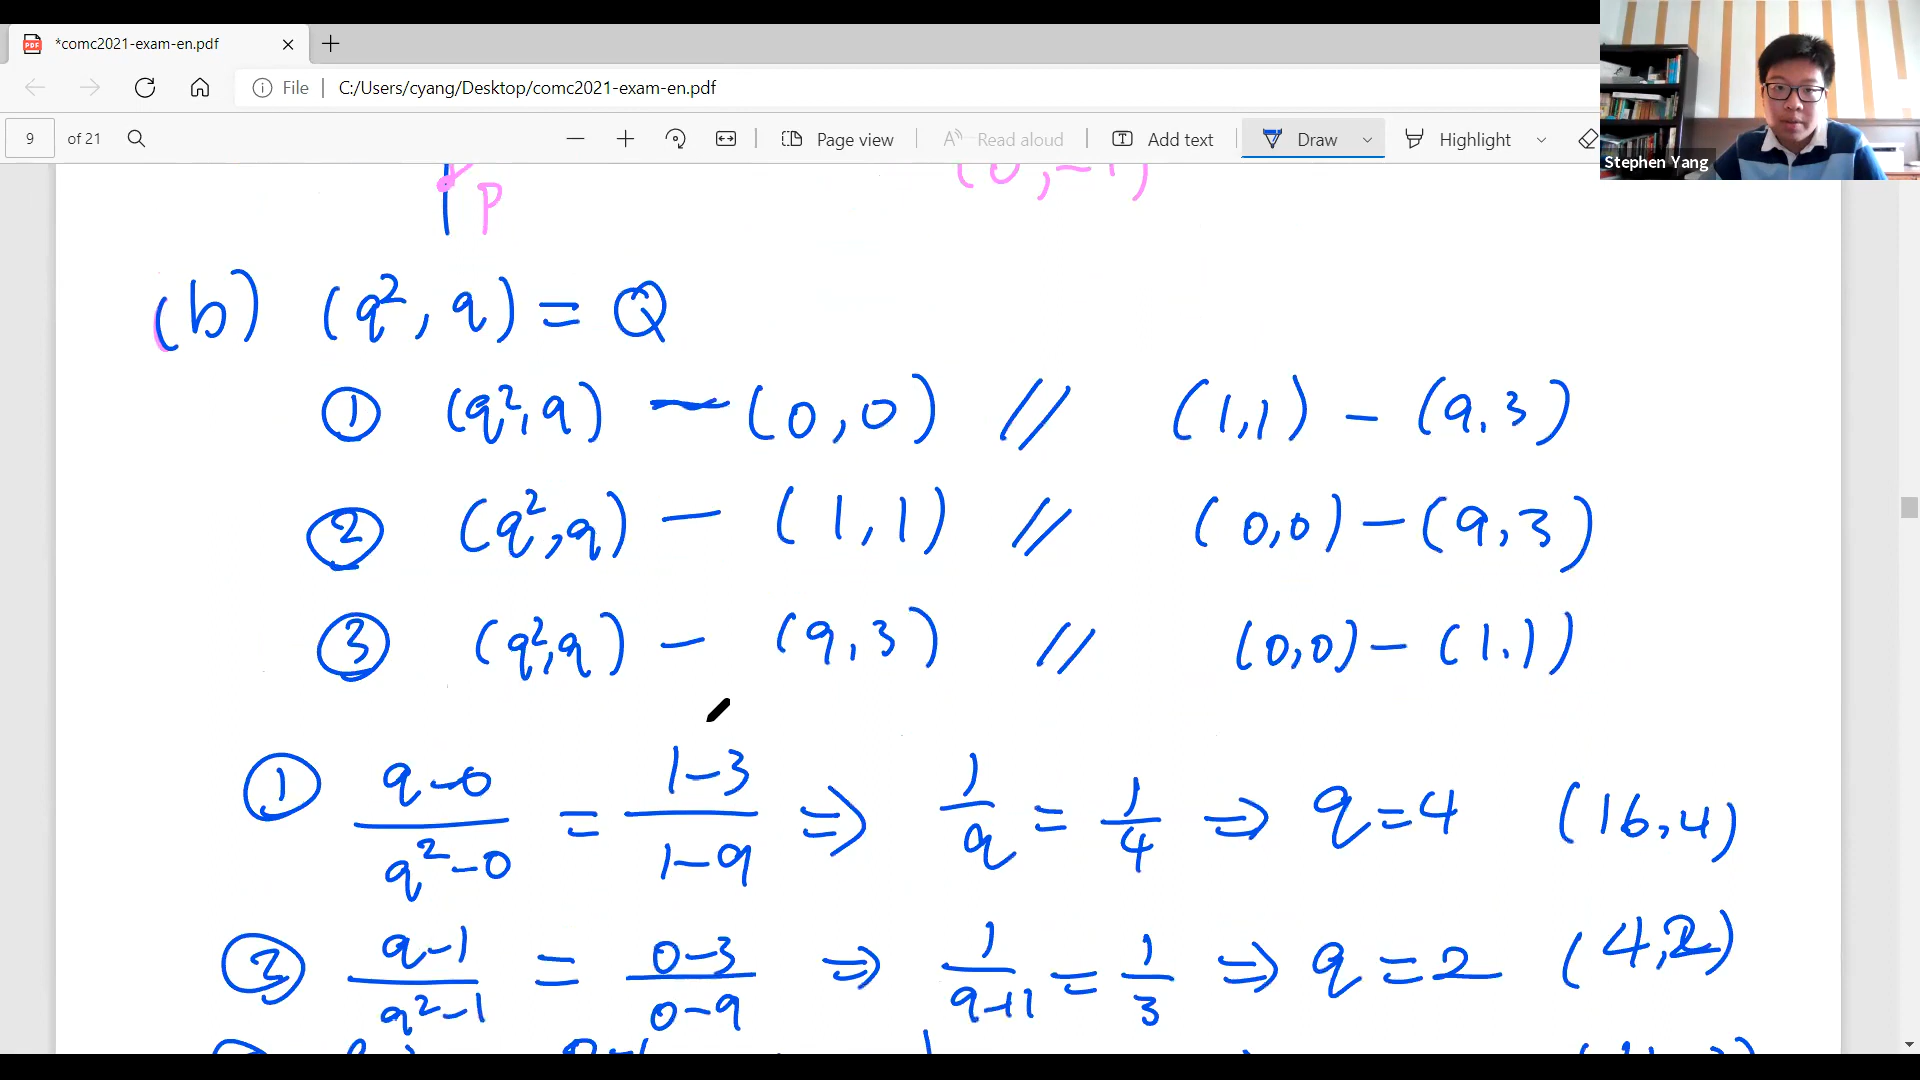 *comc2021-exam-en.pdf
File | C:/Users/cyang/Desktop/comc2021-exam-en.pdf
9 of 21 Page view Read aloud Add text Draw Highlight
Stephen Yang
P (0,-1)
(b) (q², q) = Q
① (q², q) — (0,0) // (1,1) - (9,3)
② (q², q) — (1,1) // (0,0) - (9,3)
③ (q², q) — (9,3) // (0,0) - (1,1)
① (q-0)/(q²-0) = (1-3)/(1-9) ⇒ 1/q = 1/4 ⇒ q=4 (16,4)
② (q-1)/(q²-1) = (0-3)/(0-9) ⇒ 1/(q+1) = 1/3 ⇒ q=2 (4,2)